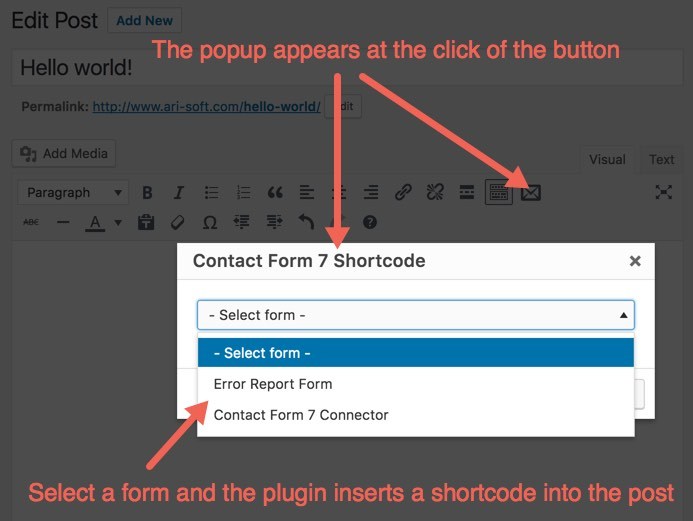 Edit Post Add New
The popup appears at the click of the button
Hello world!
Permalink: http://www.ari-soft.com/hello-world/
Add Media
Visual Text
Paragraph B I
ABC A Ω ?
Contact Form 7 Shortcode ×
- Select form -
- Select form -
Error Report Form
Contact Form 7 Connector
Select a form and the plugin inserts a shortcode into the post